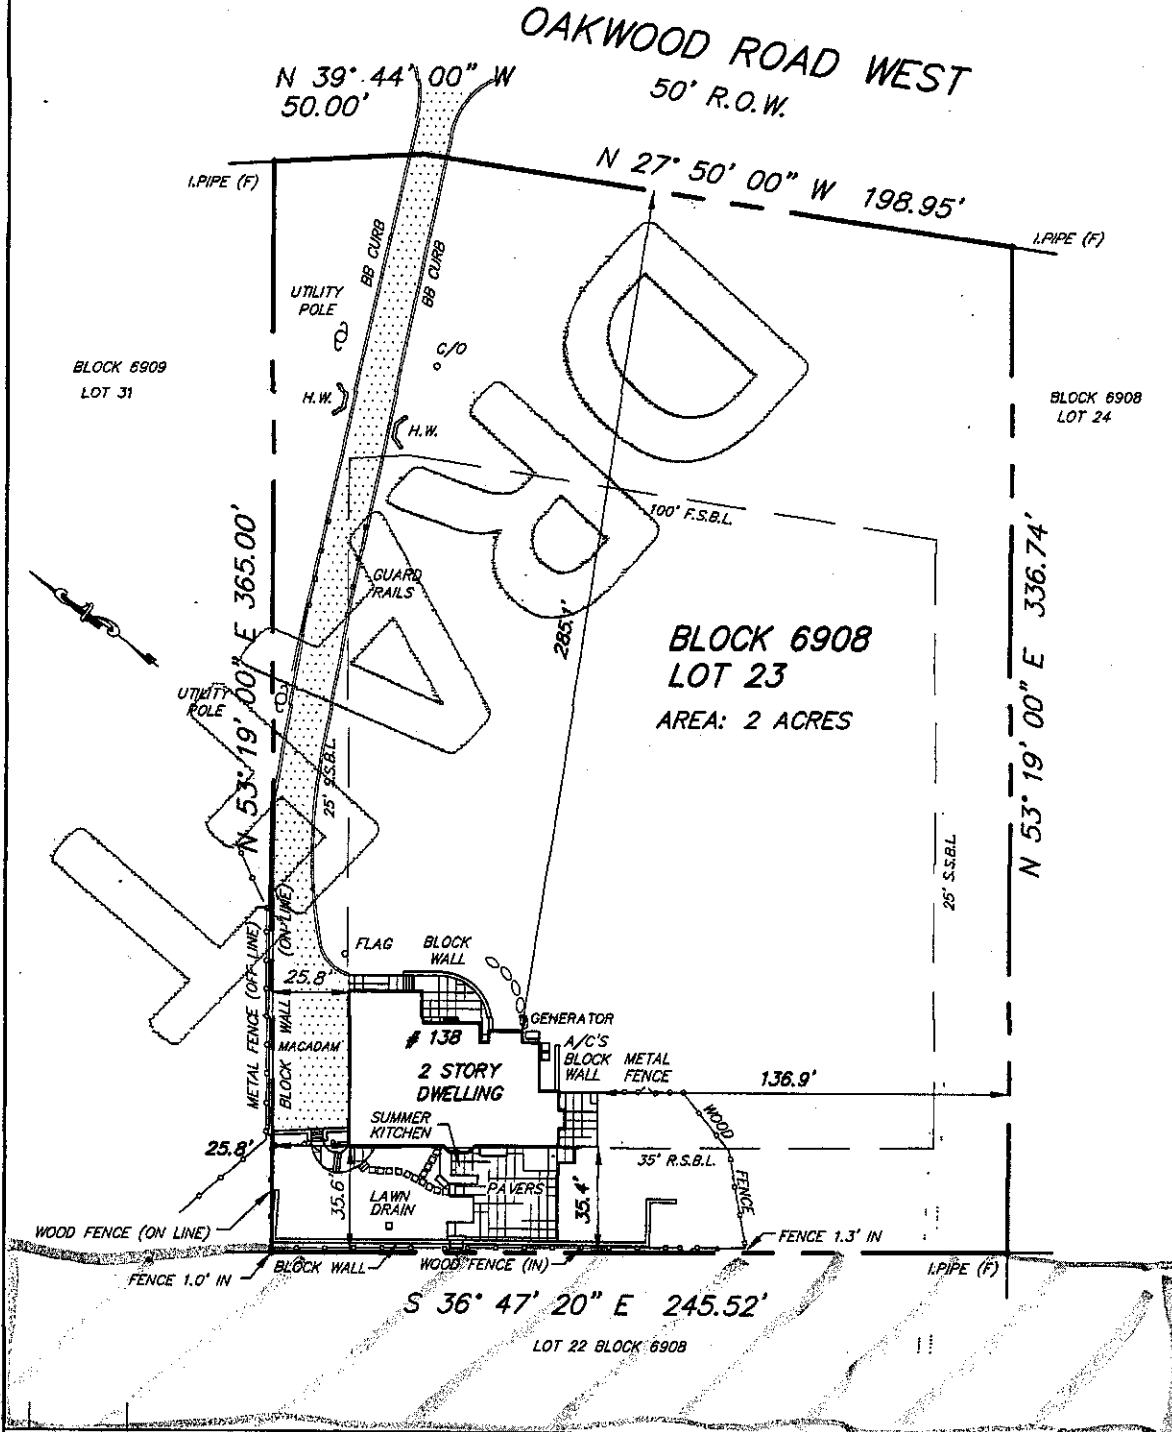 OAKWOOD ROAD WEST
50' R.O.W.
N 39° 44' 00" W
50.00'
N 27° 50' 00" W 198.95'
I.PIPE (F)
I.PIPE (F)
BB CURB
BB CURB
UTILITY
POLE
C/O
H.W.
H.W.
BLOCK 6909
LOT 31
BLOCK 6908
LOT 24
100' F.S.B.L.
N 53° 19' 00" E 365.00'
N 53° 19' 00" E 336.74'
GUARD
RAILS
285.1'
BLOCK 6908
LOT 23
AREA: 2 ACRES
UTILITY
POLE
25' S.S.B.L.
25' S.S.B.L.
DRAFT
METAL FENCE (OFF LINE)
BLOCK WALL (ON LINE)
FLAG
BLOCK
WALL
25.8'
MACADAM
# 138
2 STORY
DWELLING
GENERATOR
A/C'S
BLOCK
WALL
METAL
FENCE
136.9'
WOOD
FENCE
SUMMER
KITCHEN
25.8'
35.6'
LAWN
DRAIN
PAVERS
35.4'
35' R.S.B.L.
WOOD FENCE (ON LINE)
FENCE 1.0' IN
BLOCK WALL
WOOD FENCE (IN)
FENCE 1.3' IN
I.PIPE (F)
S 36° 47' 20" E 245.52'
LOT 22 BLOCK 6908